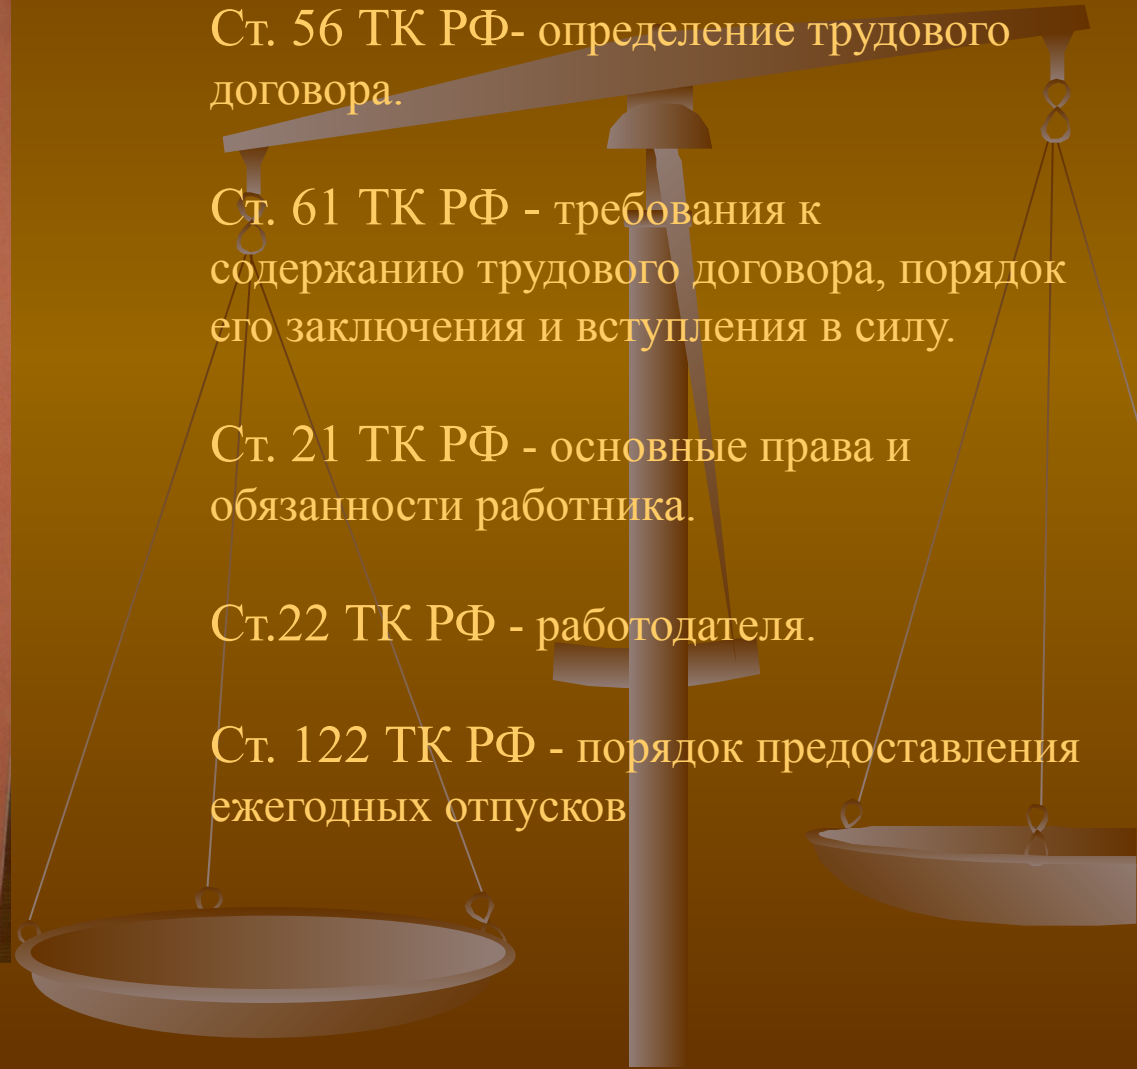 Ст. 56 ТК РФ- определение трудового
договора.
Ст. 61 ТК РФ - требования к
содержанию трудового договора, порядок
его заключения и вступления в силу.
Ст. 21 ТК РФ - основные права и
обязанности работника.
Ст.22 ТК РФ - работодателя.
Ст. 122 ТК РФ - порядок предоставления
ежегодных отпусков